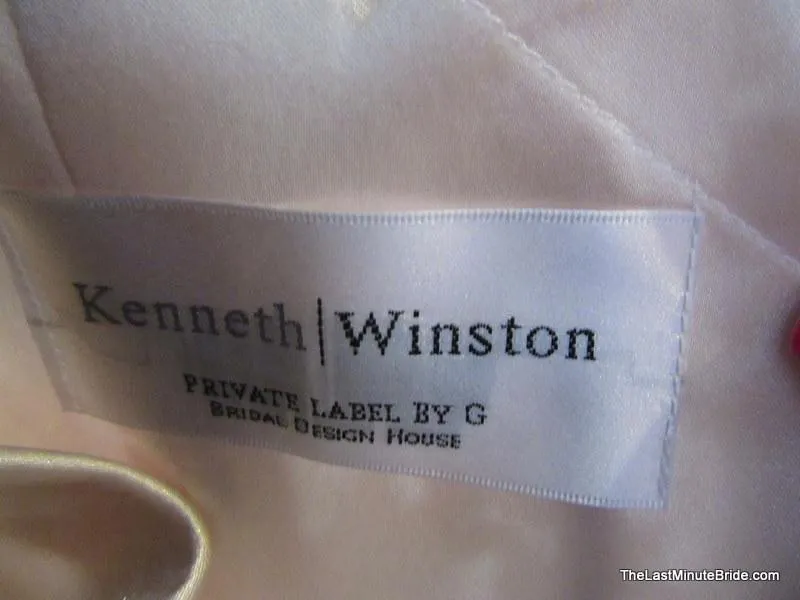 Kenneth|Winston
PRIVATE LABEL BY G
BRIDAL DESIGN HOUSE
TheLastMinuteBride.com